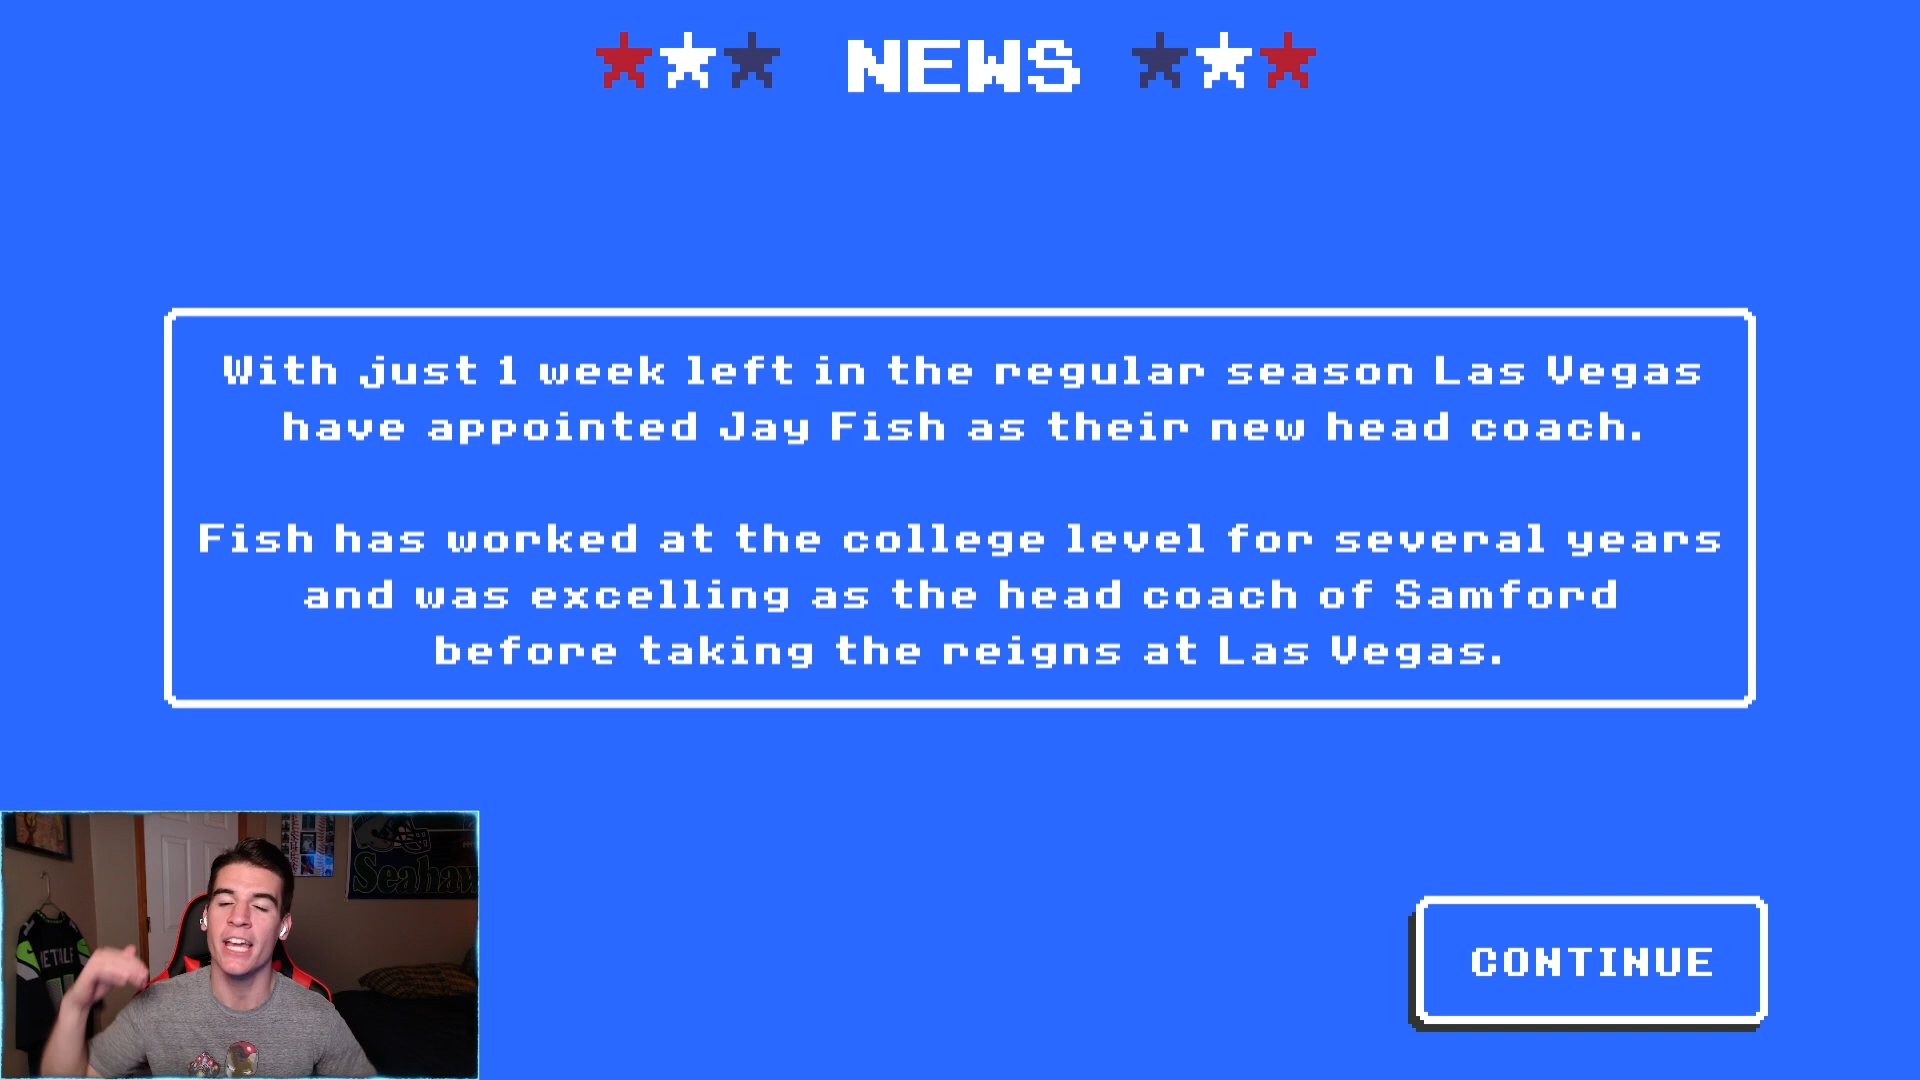 NEWS
With just 1 week left in the regular season Las Vegas
have appointed Jay Fish as their new head coach.
Fish has worked at the college level for several years
and was excelling as the head coach of Samford
before taking the reigns at Las Vegas.
Seahaw
METALF
CONTINUE